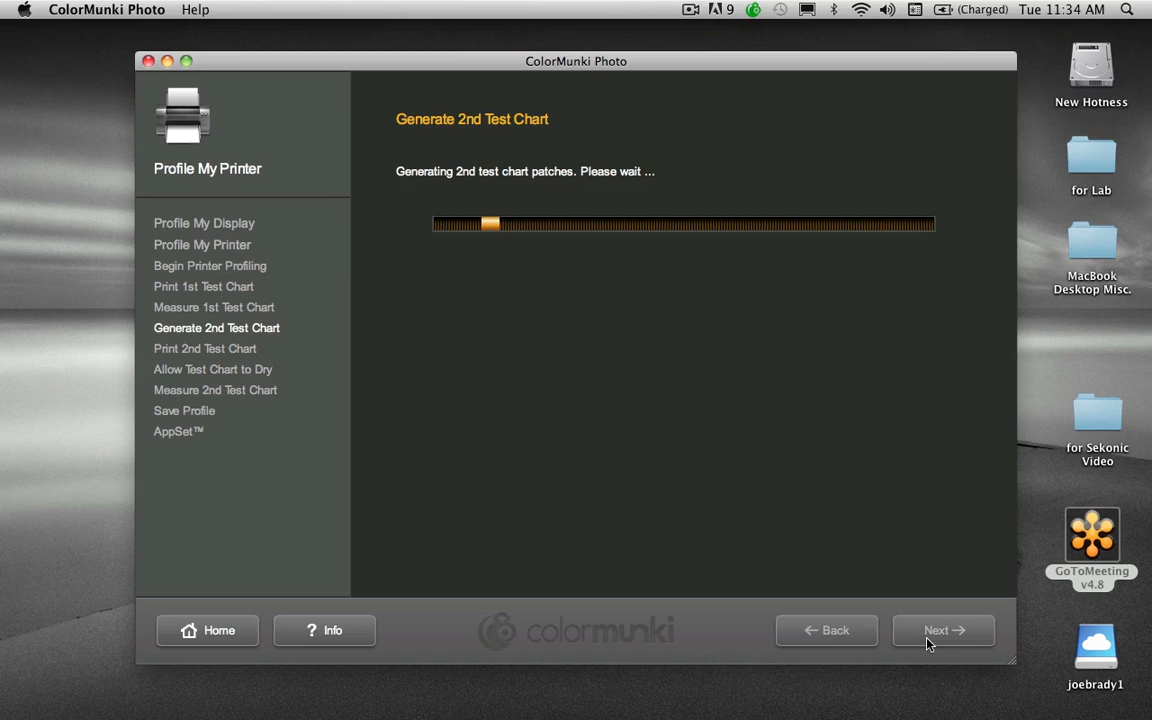 ColorMunki Photo Help
9 (Charged) Tue 11:34 AM
ColorMunki Photo
Profile My Printer
Profile My Display
Profile My Printer
Begin Printer Profiling
Print 1st Test Chart
Measure 1st Test Chart
Generate 2nd Test Chart
Print 2nd Test Chart
Allow Test Chart to Dry
Measure 2nd Test Chart
Save Profile
AppSet™
Generate 2nd Test Chart
Generating 2nd test chart patches. Please wait ...
Home
? Info
colormunki
← Back
Next →
New Hotness
for Lab
MacBook
Desktop Misc.
for Sekonic
Video
GoToMeeting
v4.8
joebrady1